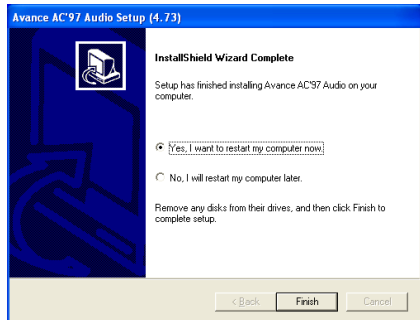 Avance AC'97 Audio Setup (4.73)
InstallShield Wizard Complete
Setup has finished installing Avance AC'97 Audio on your
computer.
Yes, I want to restart my computer now.
No, I will restart my computer later.
Remove any disks from their drives, and then click Finish to
complete setup.
< Back
Finish
Cancel